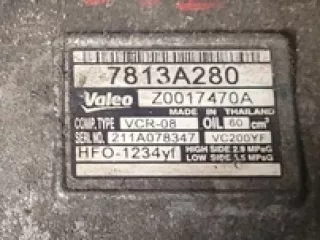 7813A280
Valeo Z0017470A
MADE IN THAILAND
COMP.TYPE VCR-08 OIL 60 cm³
SERIAL NO. 211A078347 VC200YF
HFO-1234yf HIGH SIDE 2.9 MPaG
LOW SIDE 1.5 MPaG